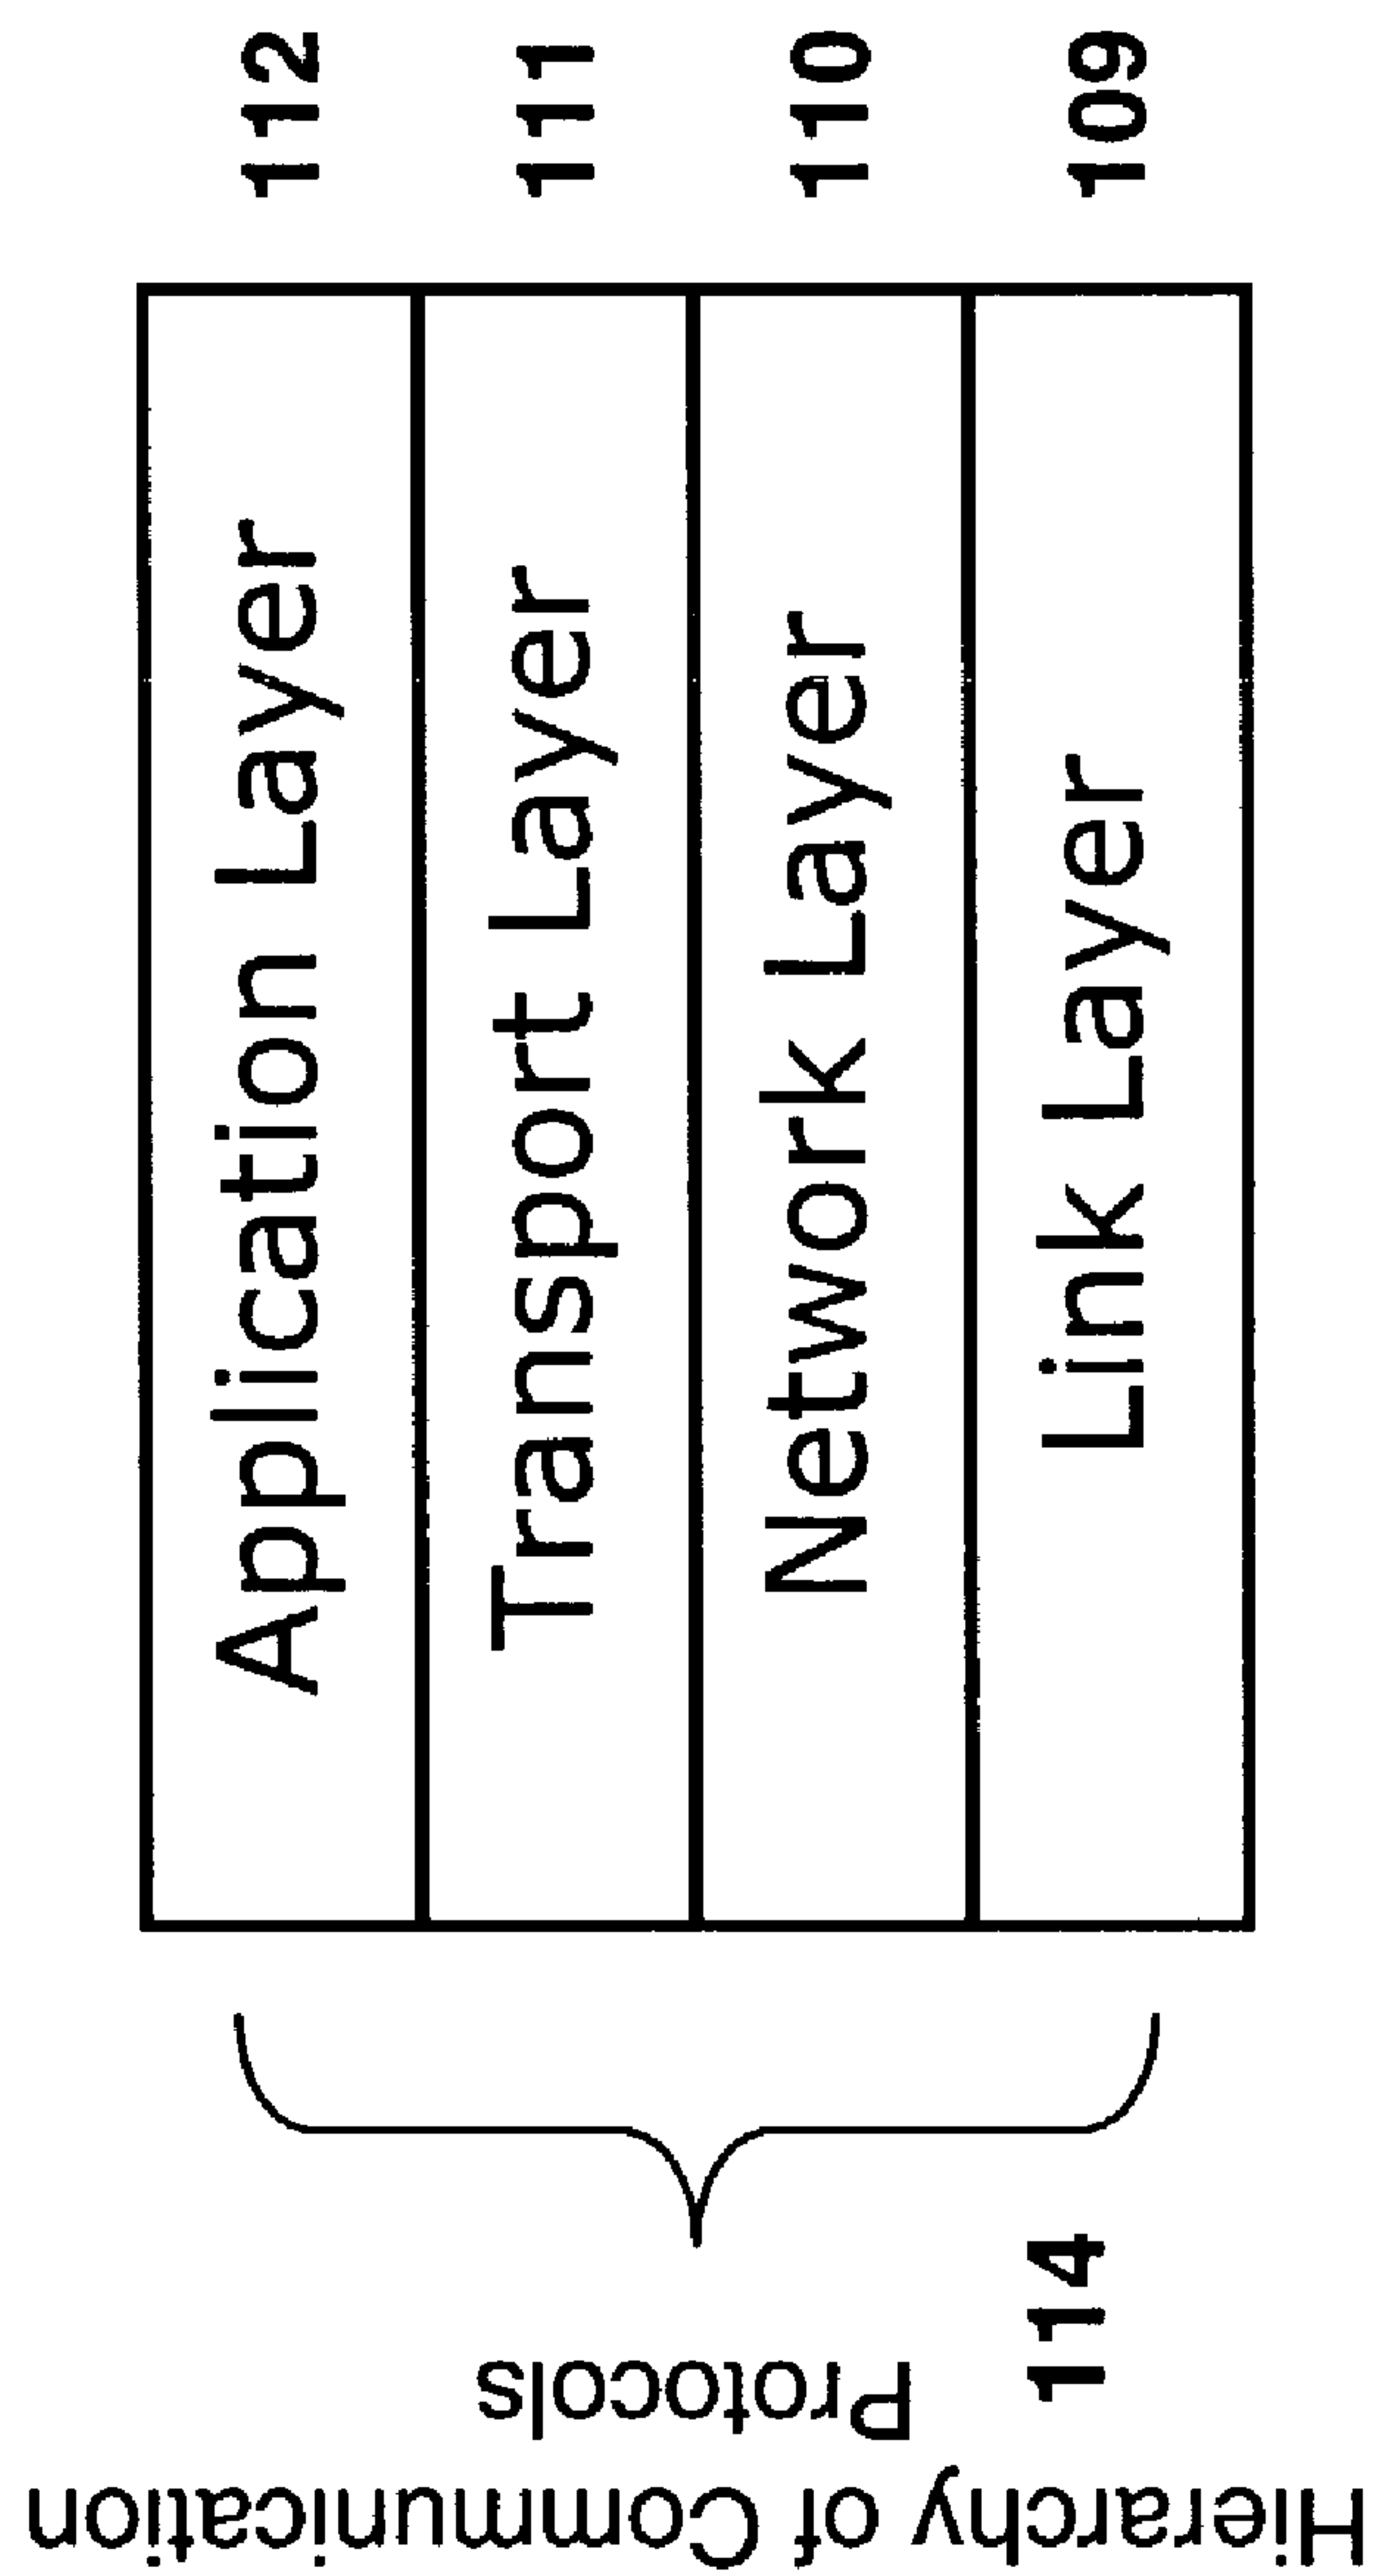 Hierarchy of Communication
Protocols
114
Application Layer 112
Transport Layer 111
Network Layer 110
Link Layer 109